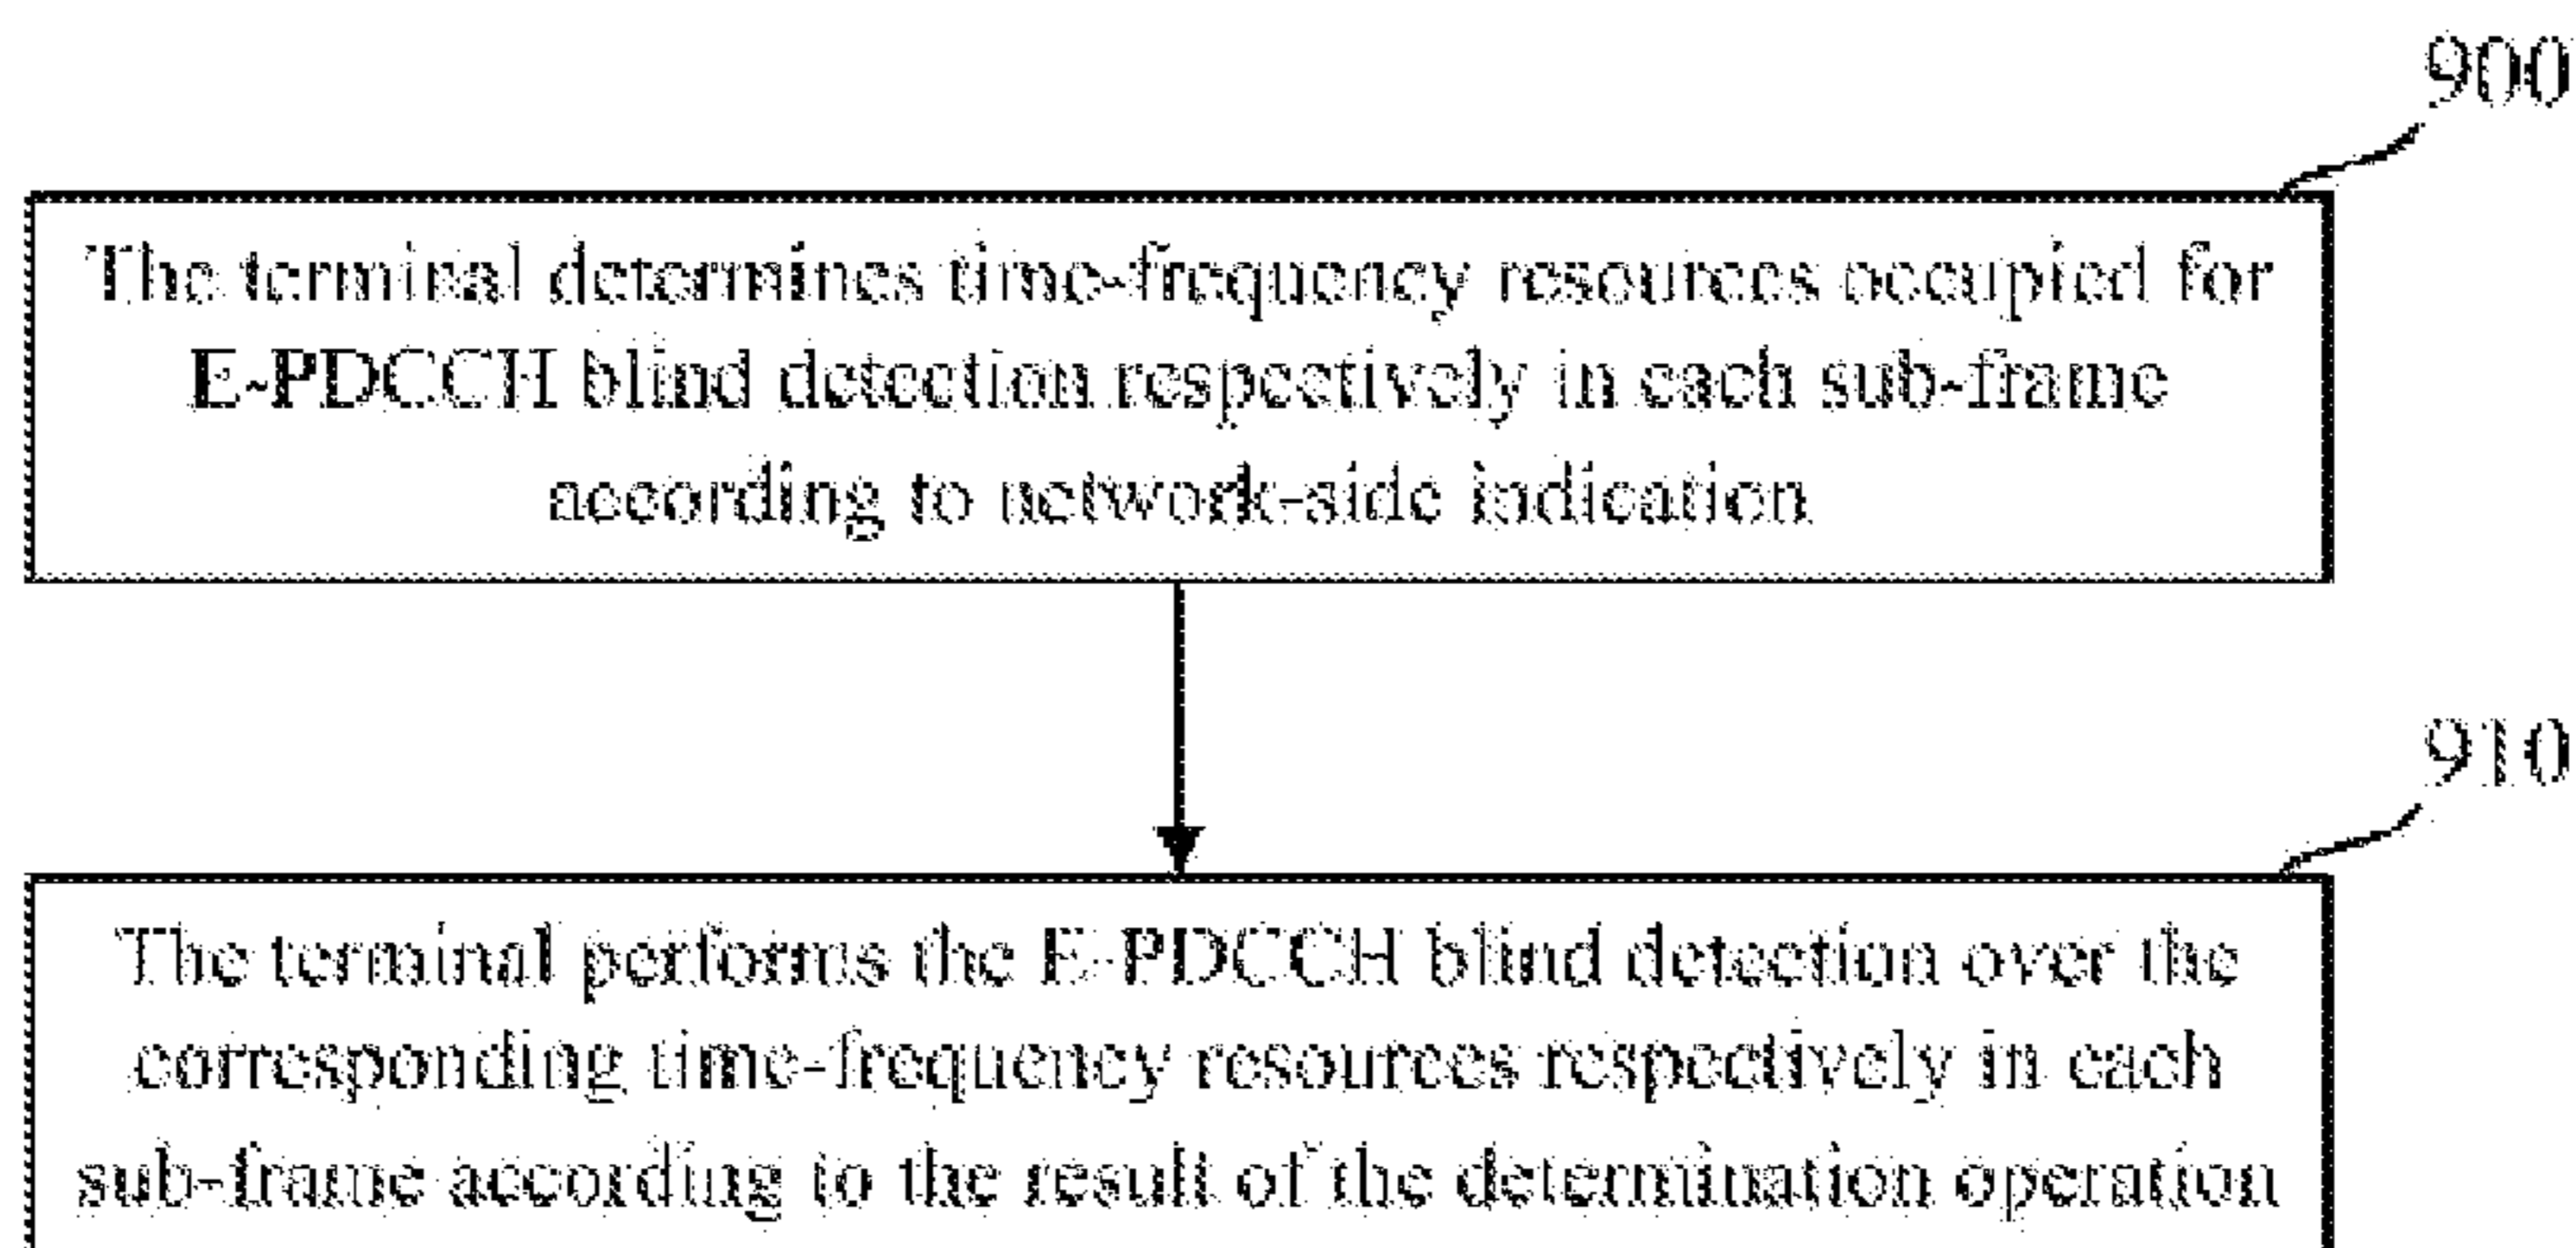 900
The terminal determines time-frequency resources occupied for
E-PDCCH blind detection respectively in each sub-frame
according to network-side indication
910
The terminal performs the E-PDCCH blind detection over the
corresponding time-frequency resources respectively in each
sub-frame according to the result of the determination operation